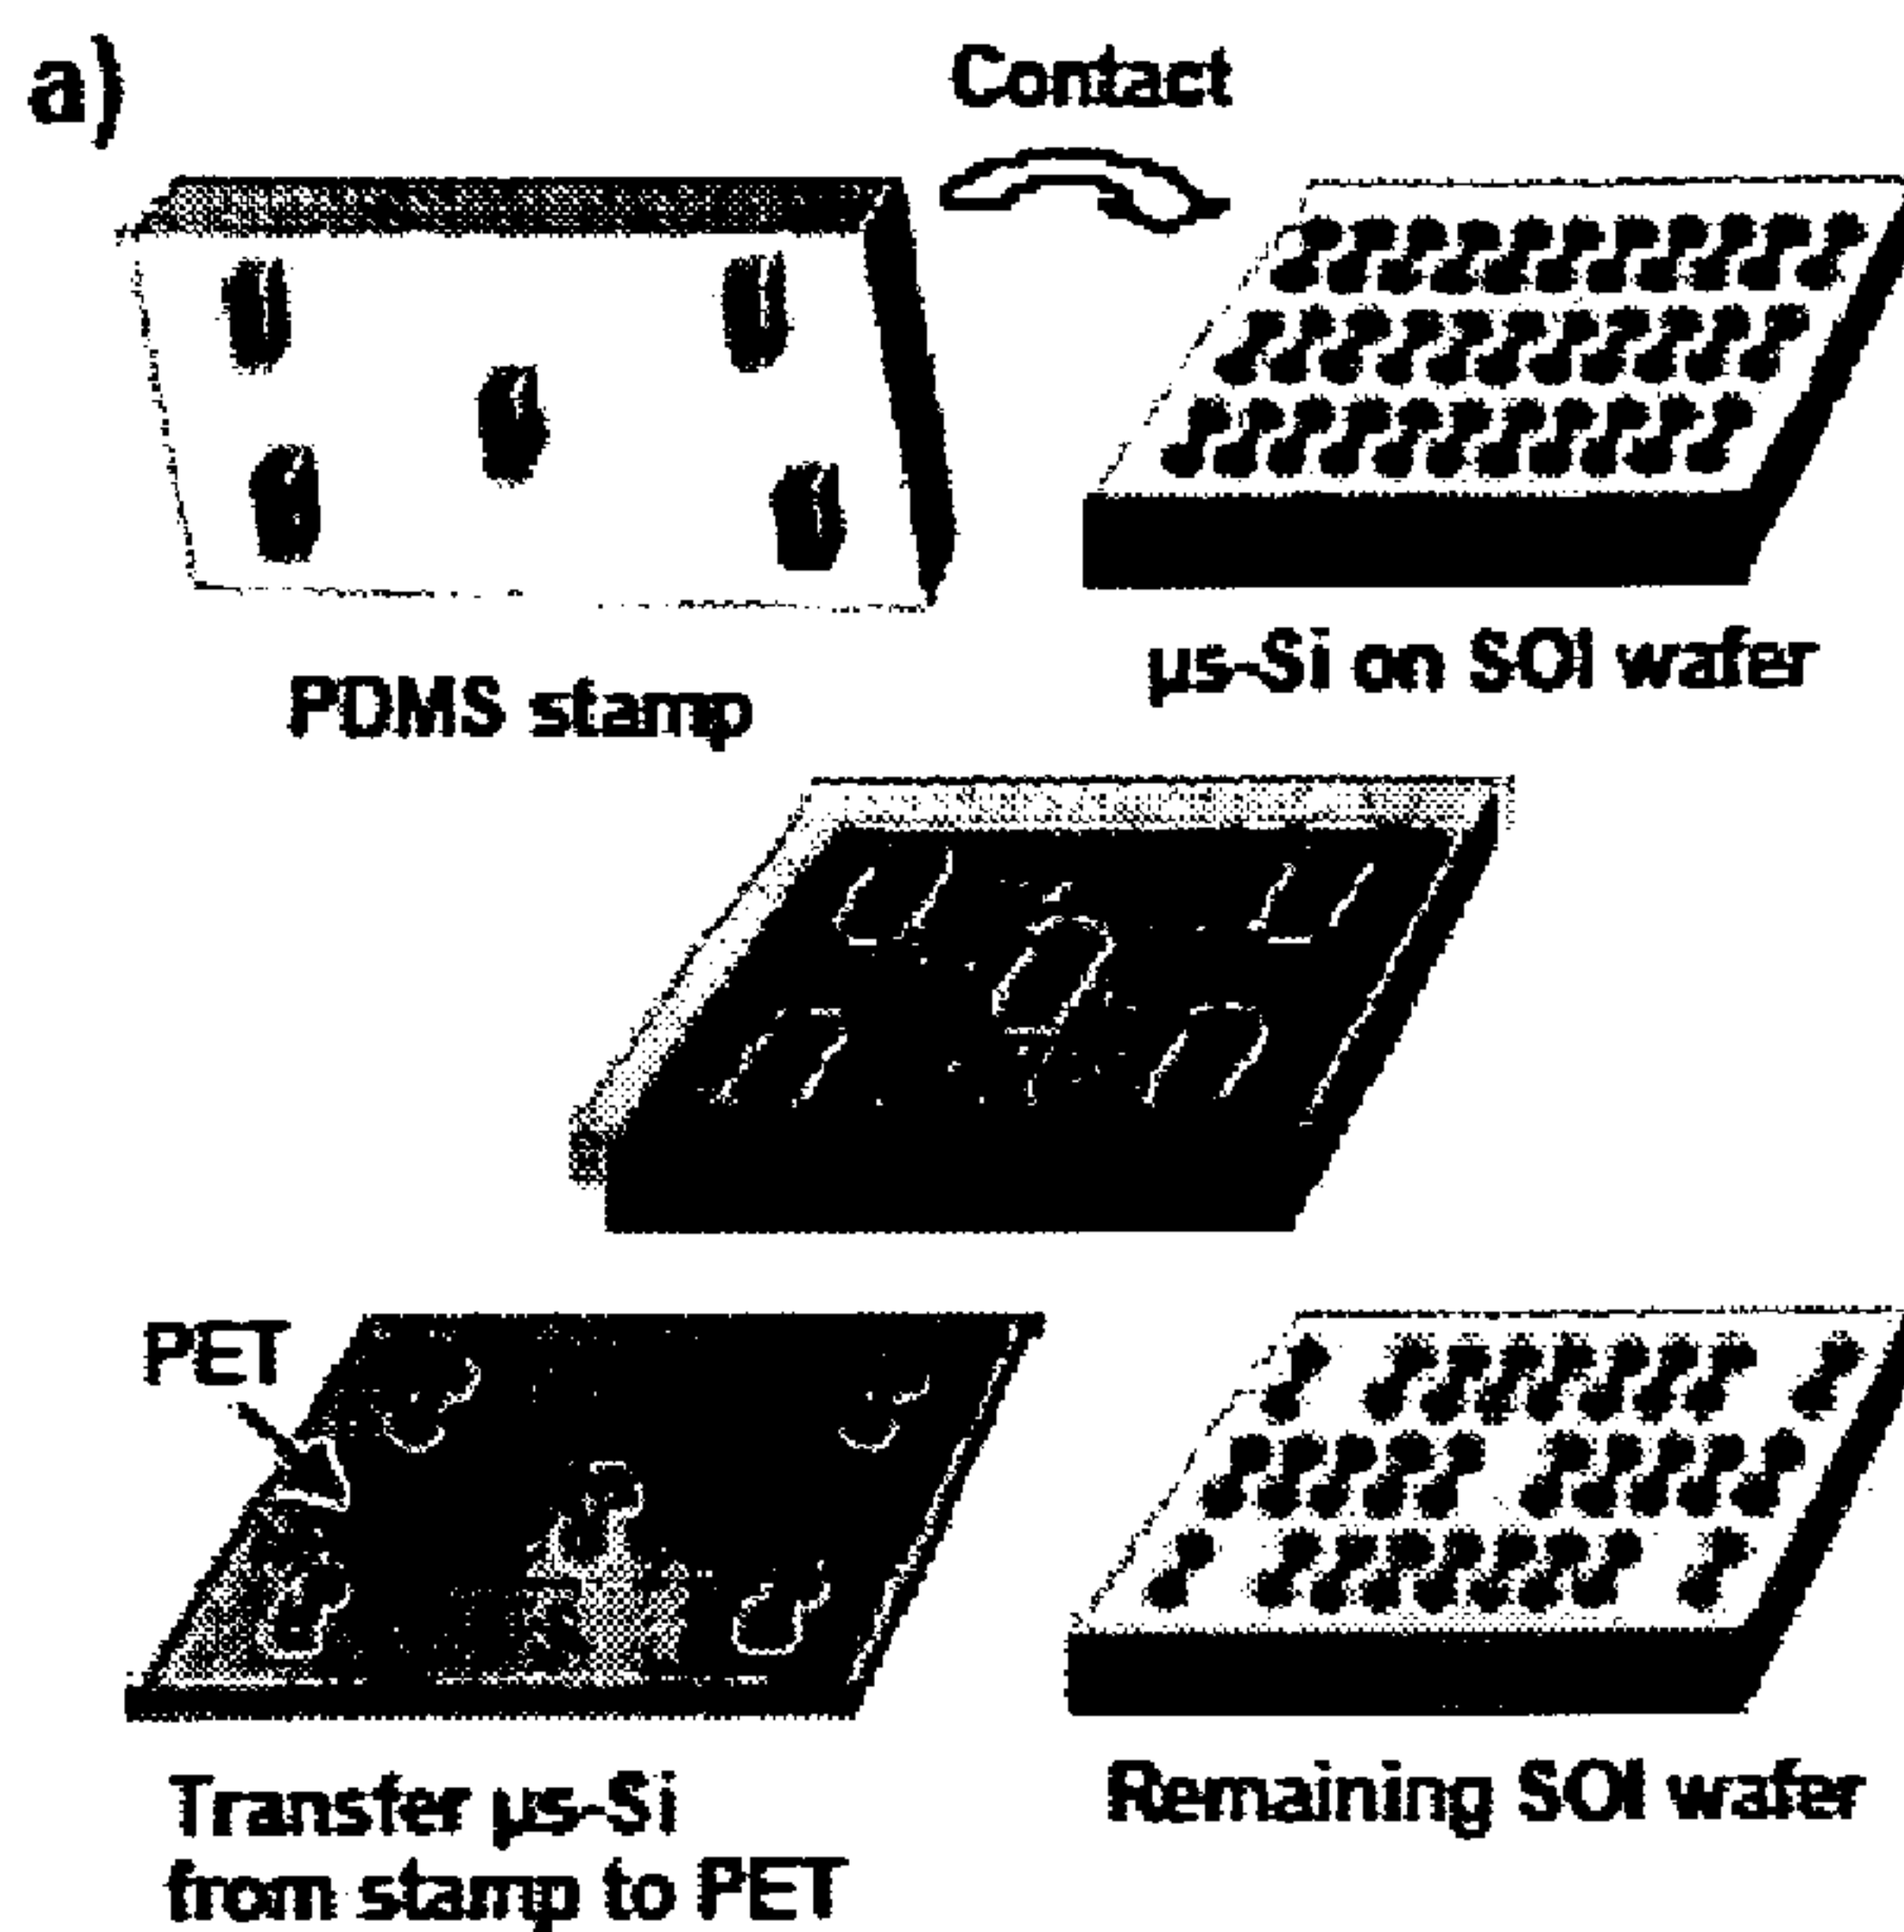 a)
Contact
PDMS stamp
µs-Si on SOI wafer
PET
Transfer µs-Si
from stamp to PET
Remaining SOI wafer